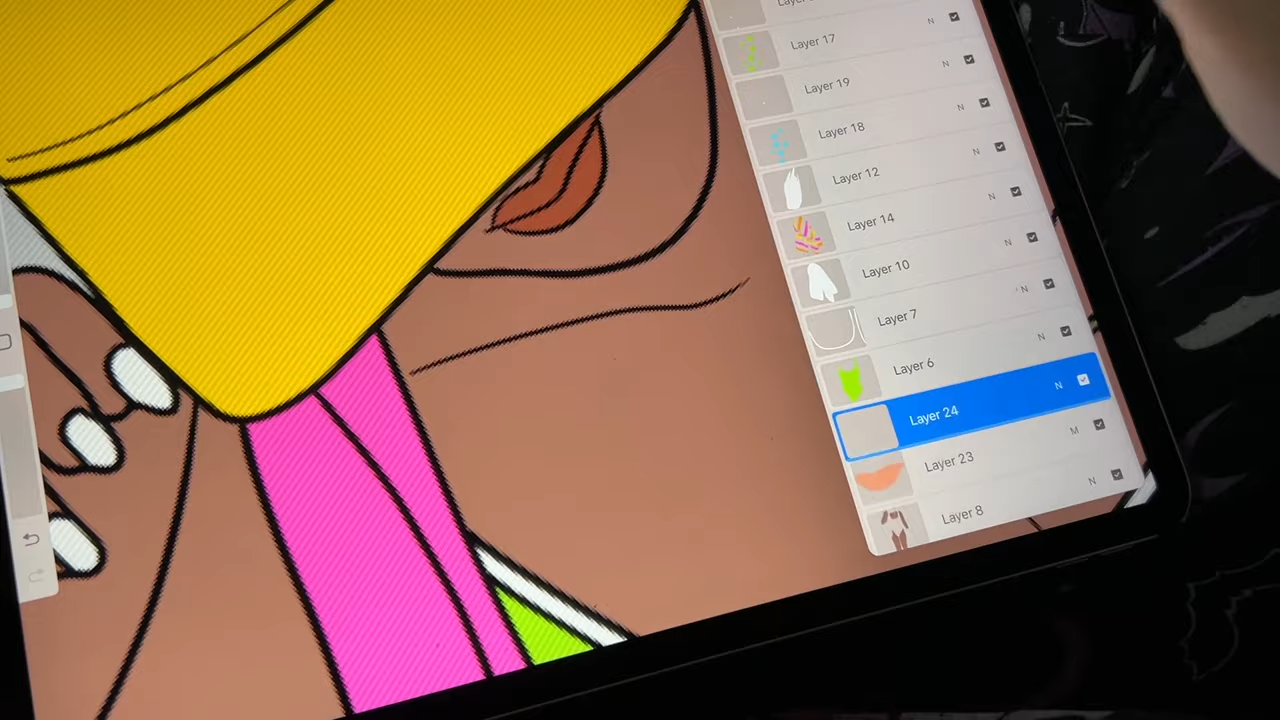 Layer 17
N
Layer 19
N
Layer 18
N
Layer 12
N
Layer 14
N
Layer 10
N
Layer 7
N
Layer 6
N
Layer 24
N
Layer 23
M
Layer 8
N